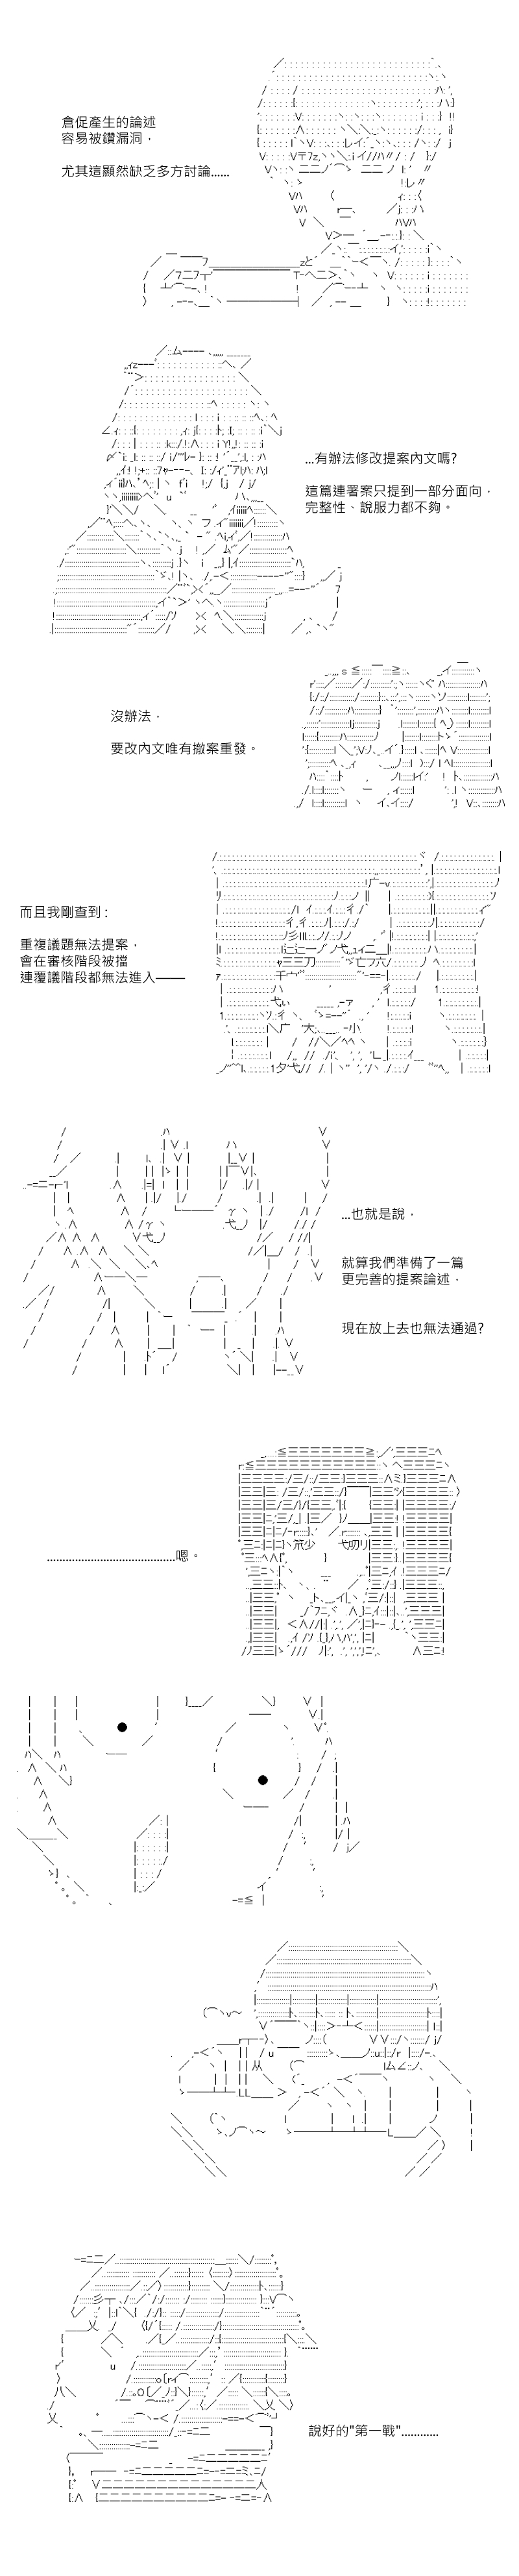 倉促產生的論述
容易被鑽漏洞，
尤其這顯然缺乏多方討論......
...有辦法修改提案內文嗎?
這篇連署案只提到一部分面向，
完整性、說服力都不夠。
沒辦法，
要改內文唯有撤案重發。
而且我剛查到：
重複議題無法提案，
會在審核階段被擋
連覆議階段都無法進入——
...也就是說，
就算我們準備了一篇
更完善的提案論述，
現在放上去也無法通過?
......................................嗯。
說好的"第一戰"............